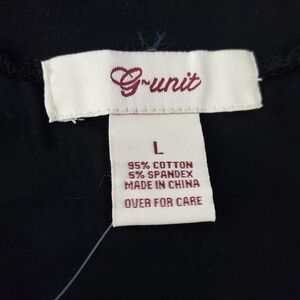 G-unit
L
95% COTTON
5% SPANDEX
MADE IN CHINA
OVER FOR CARE